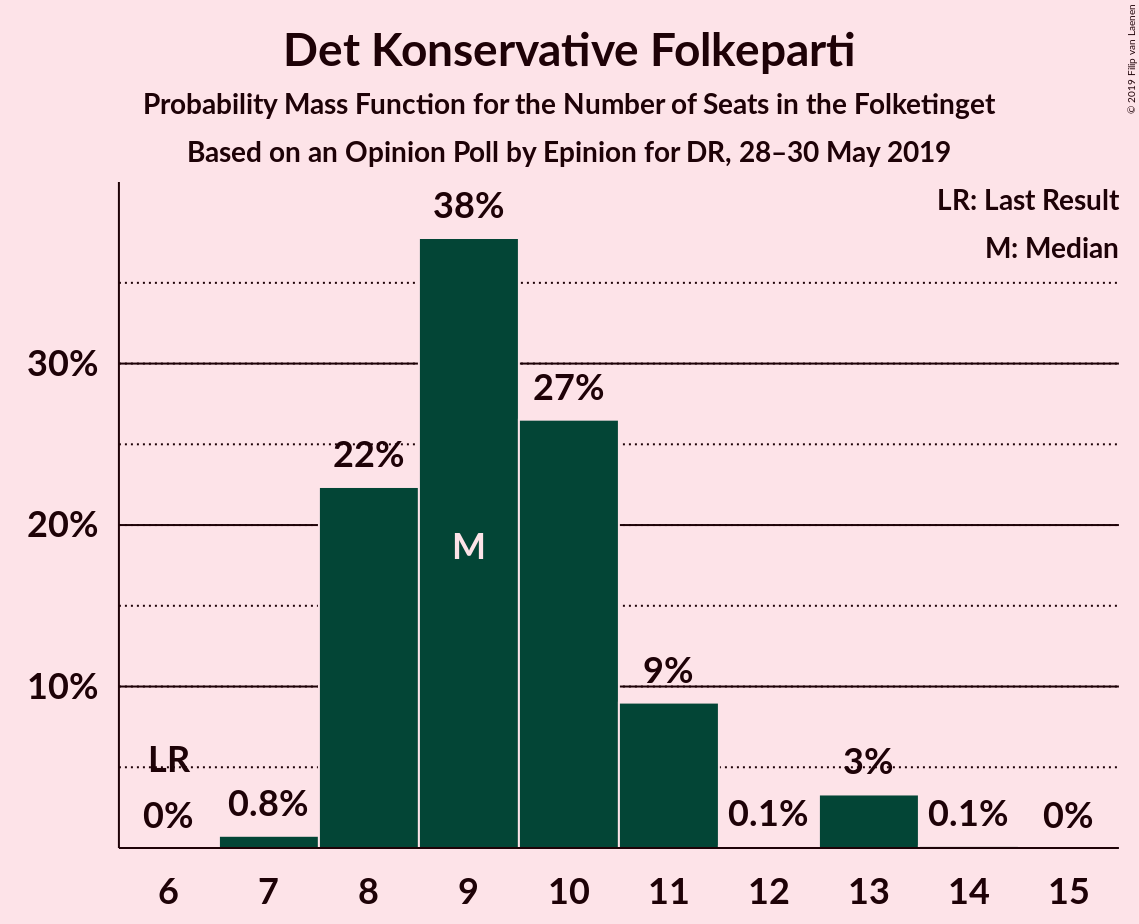 Det Konservative Folkeparti
Probability Mass Function for the Number of Seats in the Folketinget
Based on an Opinion Poll by Epinion for DR, 28–30 May 2019
© 2019 Filip van Laenen
LR: Last Result
M: Median
38%
30%
27%
22%
20%
M
10%
9%
LR
3%
0%
0.8%
0.1%
0.1%
0%
6 7 8 9 10 11 12 13 14 15